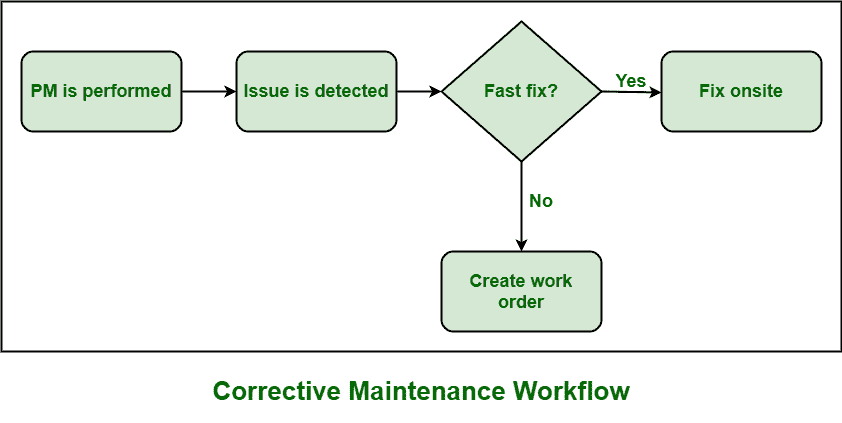 PM is performed
Issue is detected
Fast fix?
Yes
Fix onsite
No
Create work
order
Corrective Maintenance Workflow